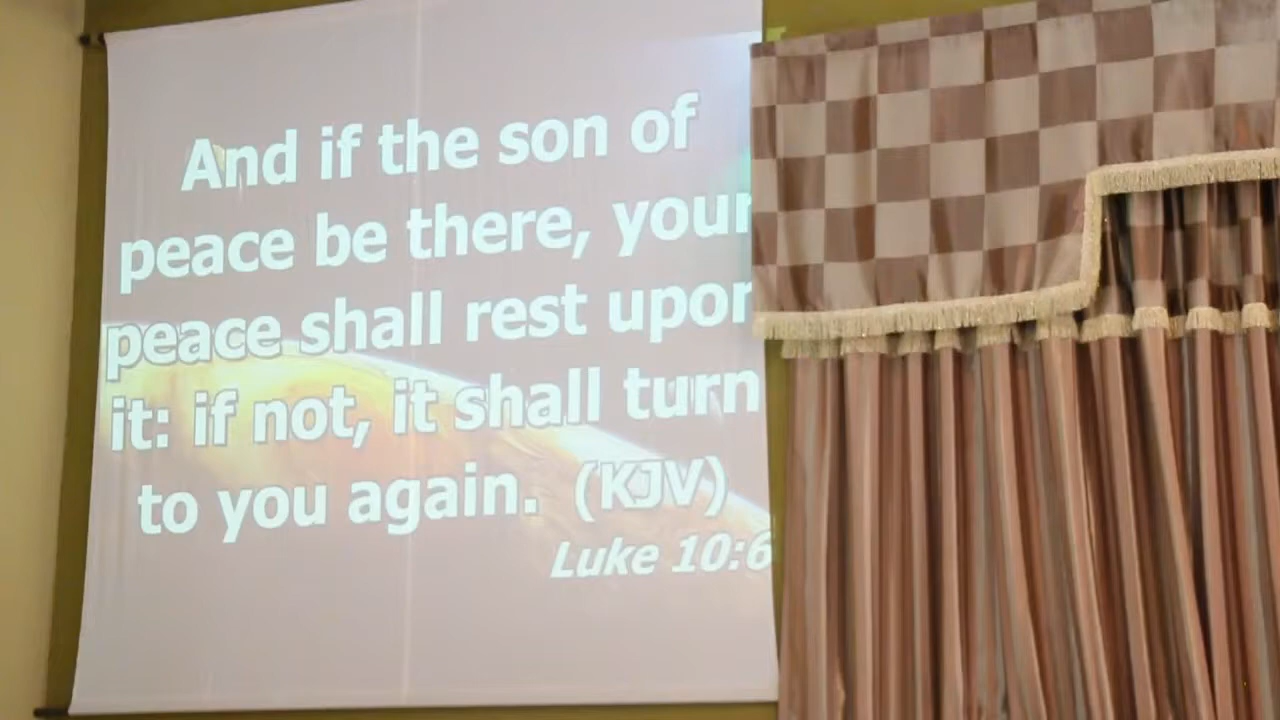 And if the son of
peace be there, your
peace shall rest upon
it: if not, it shall turn
to you again. (KJV)
Luke 10:6